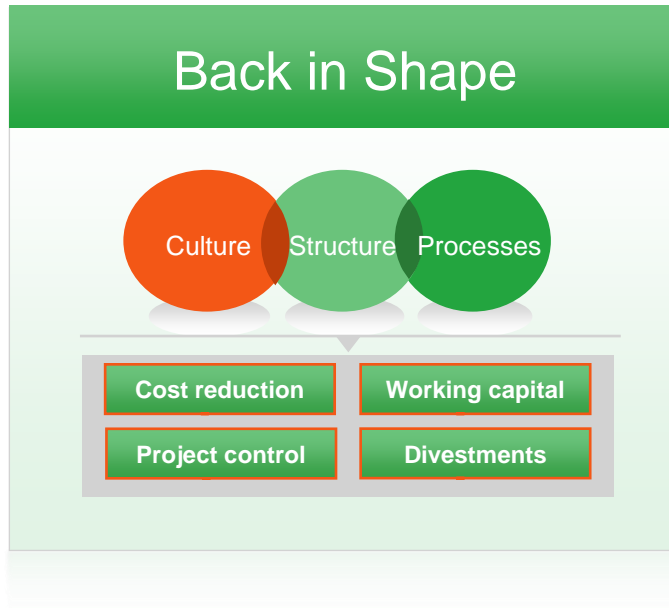 Back in Shape
Culture Structure Processes
Cost reduction Working capital
Project control Divestments